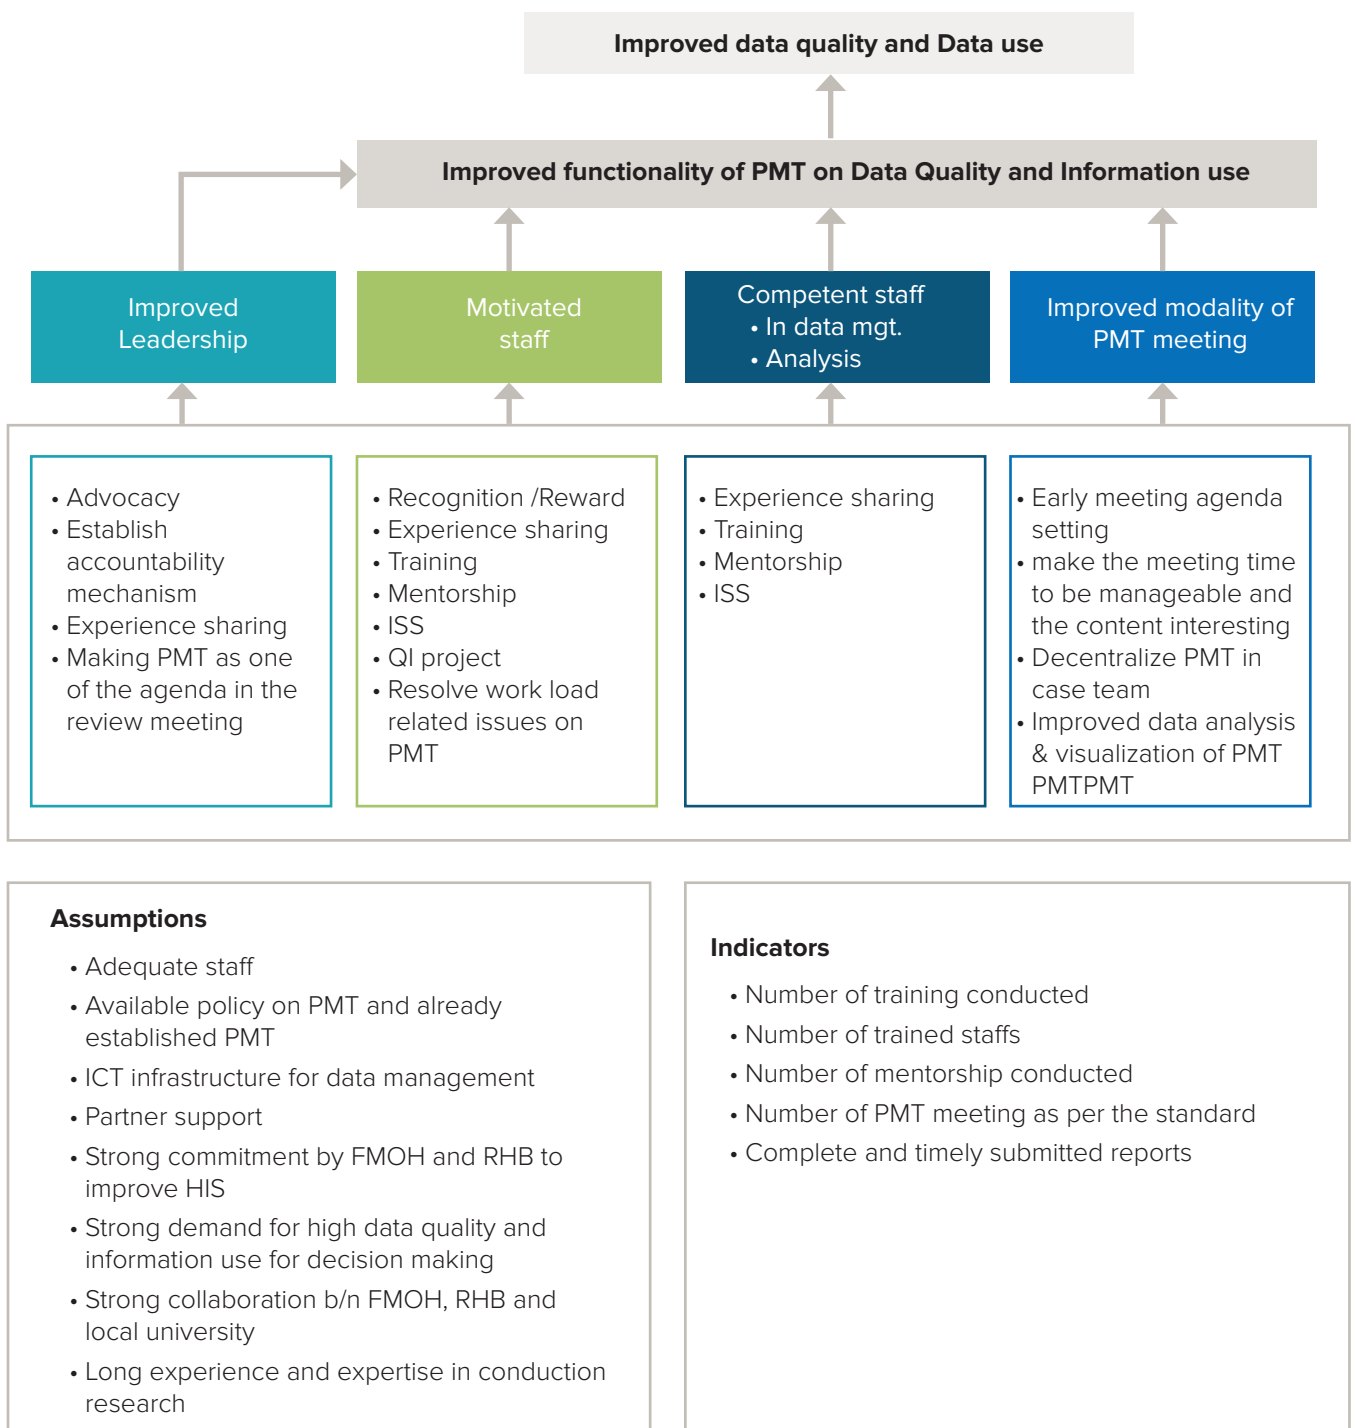 Improved data quality and Data use
Improved functionality of PMT on Data Quality and Information use
Improved
Leadership
Motivated
staff
Competent staff
• In data mgt.
• Analysis
Improved modality of
PMT meeting
• Advocacy
• Establish
accountability
mechanism
• Experience sharing
• Making PMT as one
of the agenda in the
review meeting
• Recognition /Reward
• Experience sharing
• Training
• Mentorship
• ISS
• QI project
• Resolve work load
related issues on
PMT
• Experience sharing
• Training
• Mentorship
• ISS
• Early meeting agenda
setting
• make the meeting time
to be manageable and
the content interesting
• Decentralize PMT in
case team
• Improved data analysis
& visualization of PMT
PMTPMT
Assumptions
• Adequate staff
• Available policy on PMT and already
established PMT
• ICT infrastructure for data management
• Partner support
• Strong commitment by FMOH and RHB to
improve HIS
• Strong demand for high data quality and
information use for decision making
• Strong collaboration b/n FMOH, RHB and
local university
• Long experience and expertise in conduction
research
Indicators
• Number of training conducted
• Number of trained staffs
• Number of mentorship conducted
• Number of PMT meeting as per the standard
• Complete and timely submitted reports